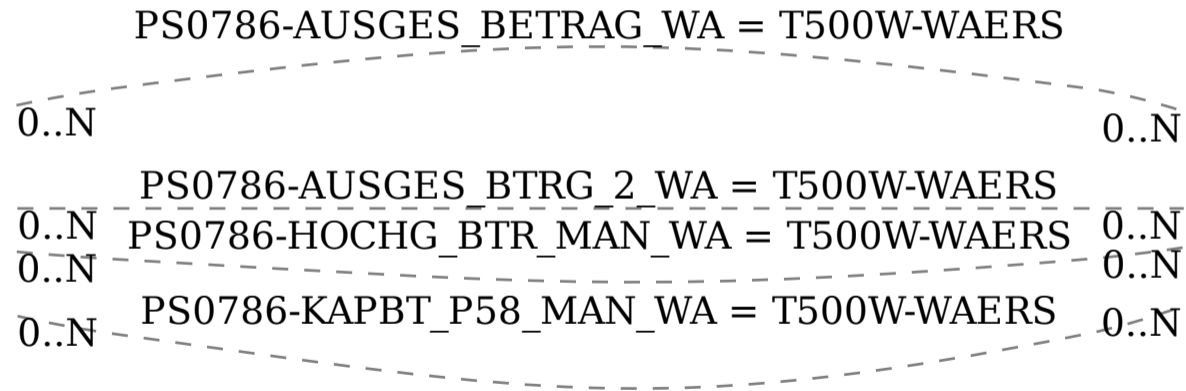 PS0786-AUSGES_BETRAG_WA = T500W-WAERS
0..N 0..N
PS0786-AUSGES_BTRG_2_WA = T500W-WAERS
0..N 0..N
PS0786-HOCHG_BTR_MAN_WA = T500W-WAERS
0..N 0..N
PS0786-KAPBT_P58_MAN_WA = T500W-WAERS
0..N 0..N